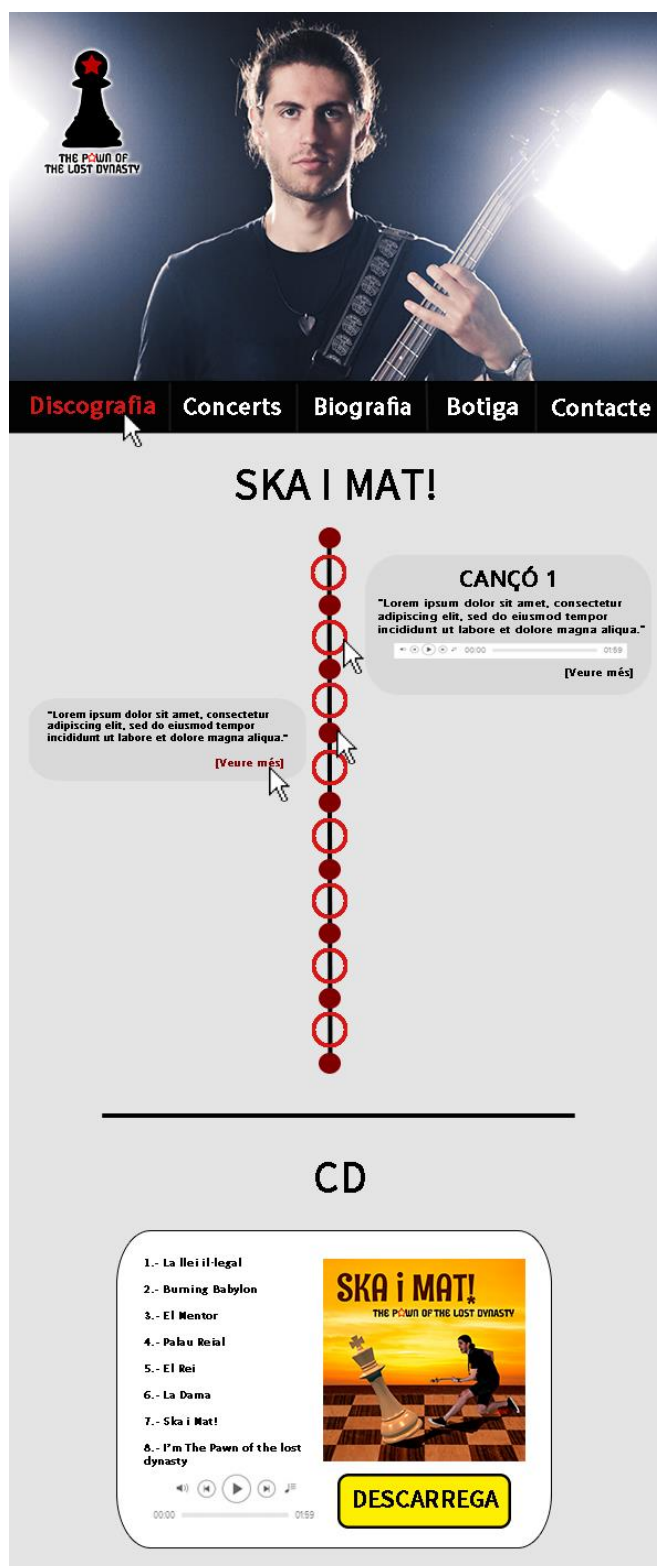 THE PAWN OF
THE LOST DYNASTY
Discografia
Concerts
Biografia
Botiga
Contacte
SKA I MAT!
CANÇÓ 1
"Lorem ipsum dolor sit amet, consectetur
adipiscing elit, sed do eiusmod tempor
incididunt ut labore et dolore magna aliqua."
00:00
01:59
[Veure més]
"Lorem ipsum dolor sit amet, consectetur
adipiscing elit, sed do eiusmod tempor
incididunt ut labore et dolore magna aliqua."
[Veure més]
CD
1.- La llei il·legal
2.- Burning Babylon
3.- El Mentor
4.- Palau Reial
5.- El Rei
6.- La Dama
7.- Ska i Mat!
8.- I'm The Pawn of the lost
dynasty
00:00
01:59
SKA i MAT!
THE PAWN OF THE LOST DYNASTY
DESCARREGA